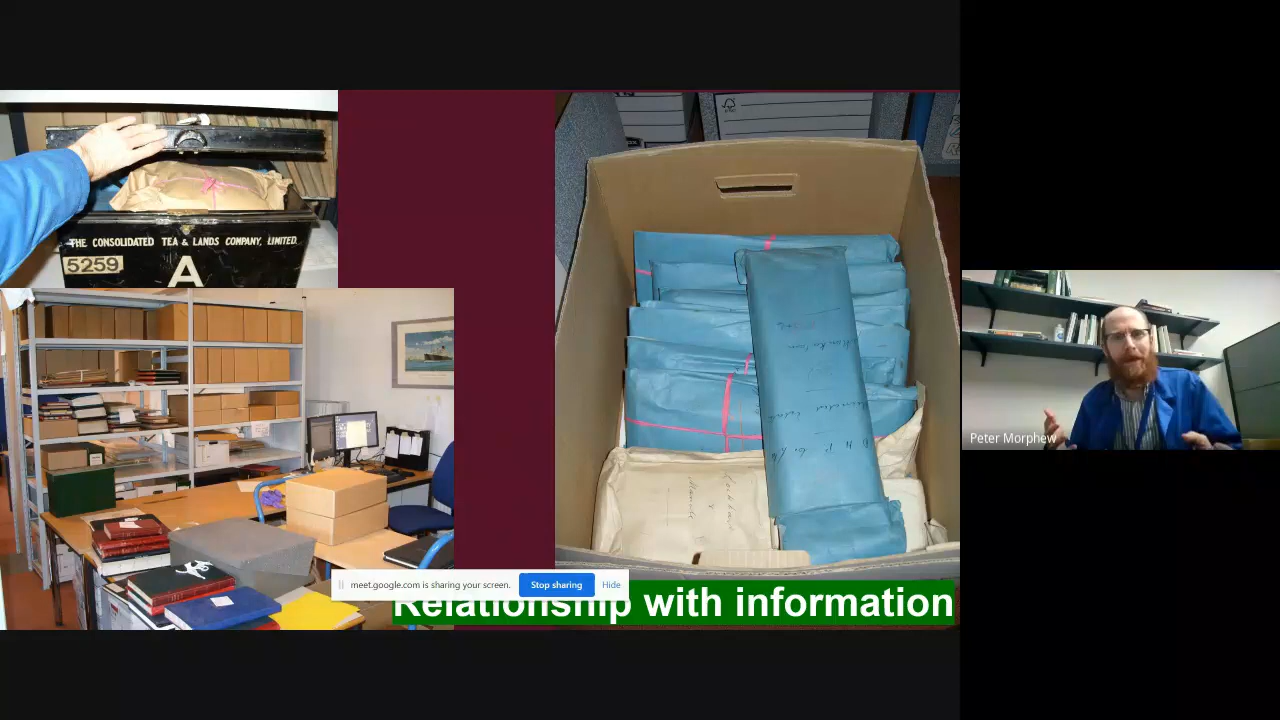 THE CONSOLIDATED TEA & LANDS COMPANY, LIMITED.
5259
A
meet.google.com is sharing your screen.
Stop sharing
Hide
Relationship with information
Peter Morphew